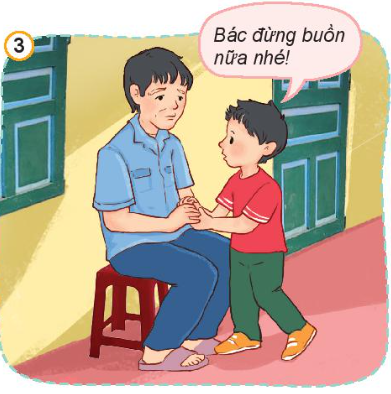 3
Bác đừng buồn
nữa nhé!